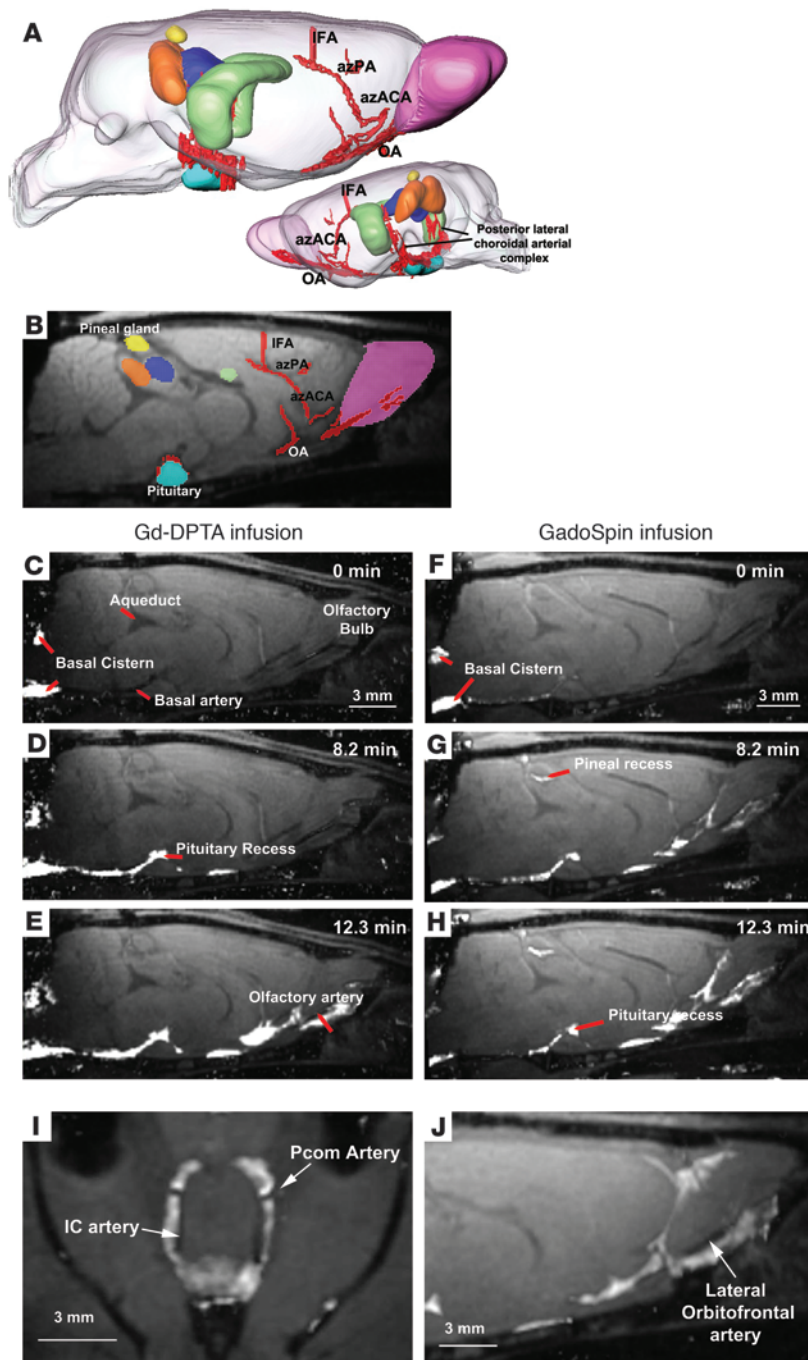 A
IFA
azPA
azACA
OA
IFA
azACA
OA
Posterior lateral
choroidal arterial
complex
B
Pineal gland
IFA
azPA
azACA
OA
Pituitary
Gd-DPTA infusion
GadoSpin infusion
C
0 min
Aqueduct
Olfactory
Bulb
Basal Cistern
Basal artery
3 mm
F
0 min
Basal Cistern
3 mm
D
8.2 min
Pituitary Recess
G
8.2 min
Pineal recess
E
12.3 min
Olfactory artery
H
12.3 min
Pituitary recess
I
Pcom Artery
IC artery
3 mm
J
Lateral
Orbitofrontal
artery
3 mm